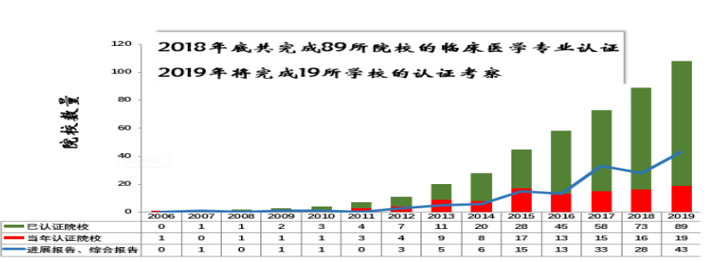 2018年底共完成89所院校的临床医学专业认证
2019年将完成19所学校的认证考察
院校数量
120
100
80
60
40
20
0
2006 2007 2008 2009 2010 2011 2012 2013 2014 2015 2016 2017 2018 2019
已认证院校 0 1 1 2 3 4 7 11 20 28 45 58 73 89
当年认证院校 1 0 1 1 1 3 4 9 8 17 13 15 16 19
进展报告、综合报告 0 1 0 1 1 0 3 5 6 15 13 33 28 43